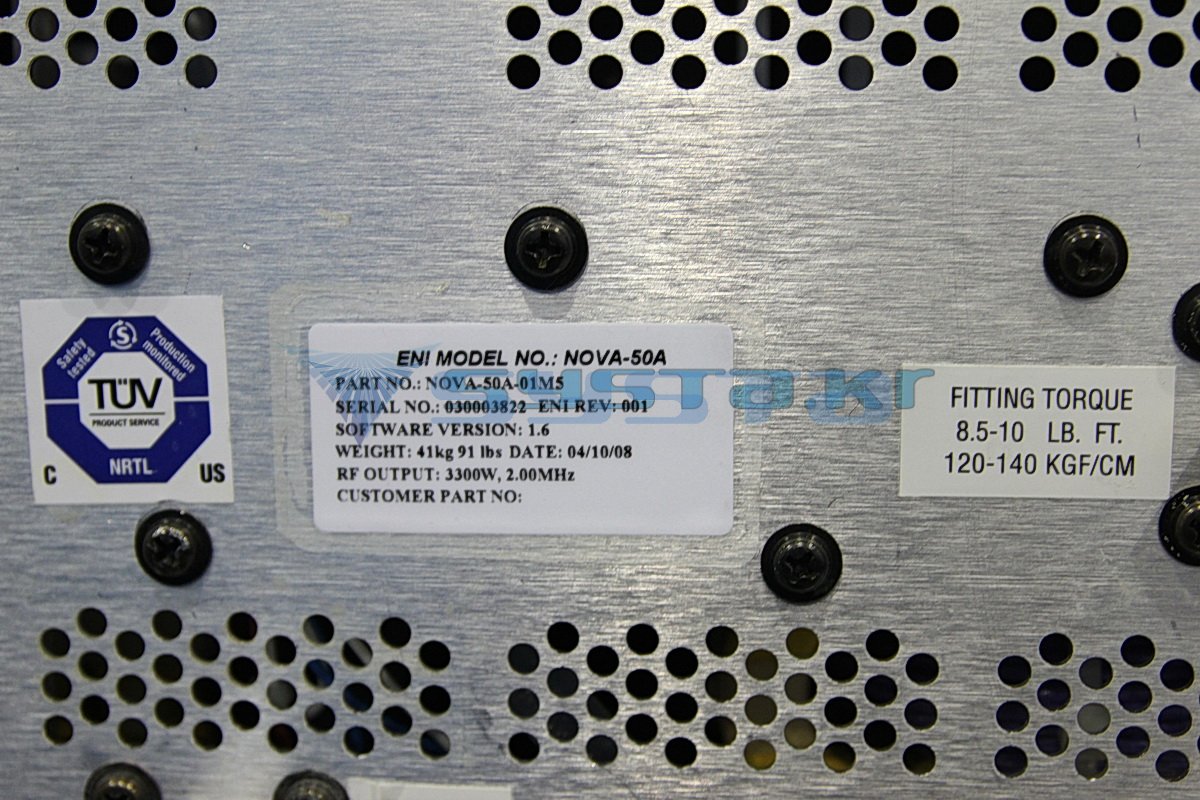 Safety tested
S
Production monitored
TÜV
PRODUCT SERVICE
NRTL
C US
ENI MODEL NO.: NOVA-50A
PART NO.: NOVA-50A-01M5
SERIAL NO.: 030003822 ENI REV: 001
SOFTWARE VERSION: 1.6
WEIGHT: 41kg 91 lbs DATE: 04/10/08
RF OUTPUT: 3300W, 2.00MHz
CUSTOMER PART NO:
systa.kr
FITTING TORQUE
8.5-10 LB. FT.
120-140 KGF/CM